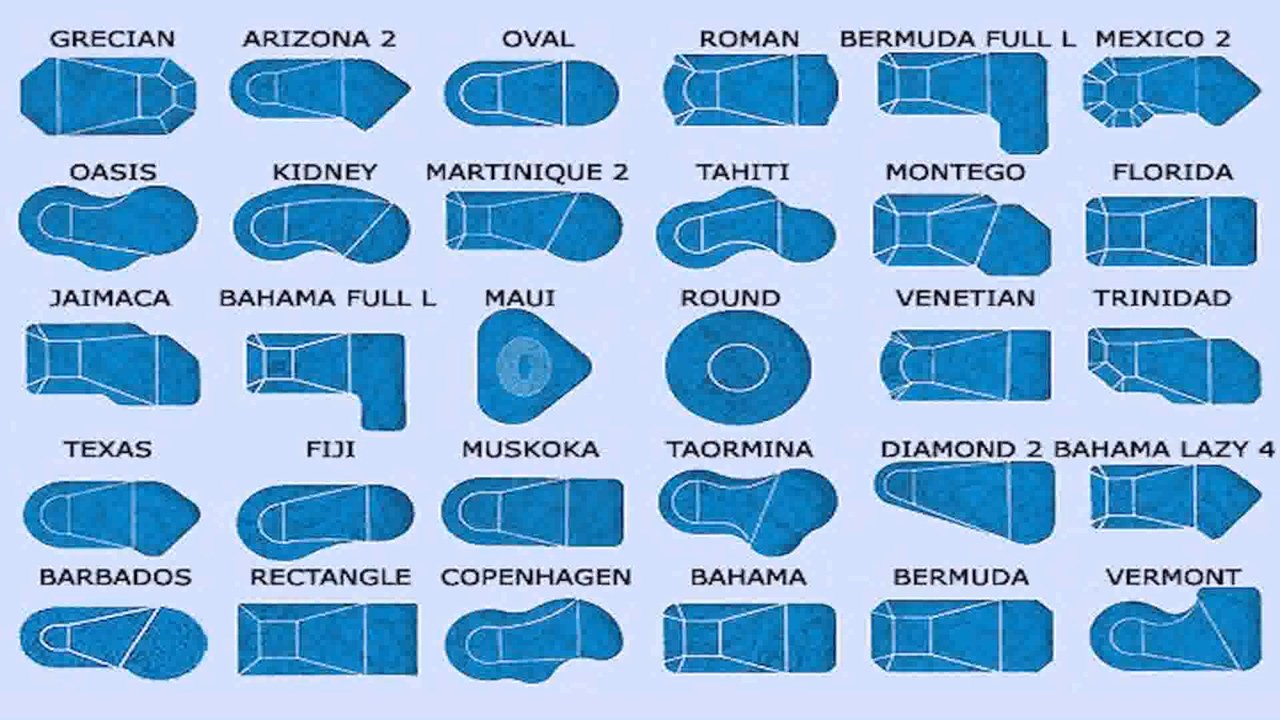 GRECIAN ARIZONA 2 OVAL ROMAN BERMUDA FULL L MEXICO 2
OASIS KIDNEY MARTINIQUE 2 TAHITI MONTEGO FLORIDA
JAIMACA BAHAMA FULL L MAUI ROUND VENETIAN TRINIDAD
TEXAS FIJI MUSKOKA TAORMINA DIAMOND 2 BAHAMA LAZY 4
BARBADOS RECTANGLE COPENHAGEN BAHAMA BERMUDA VERMONT